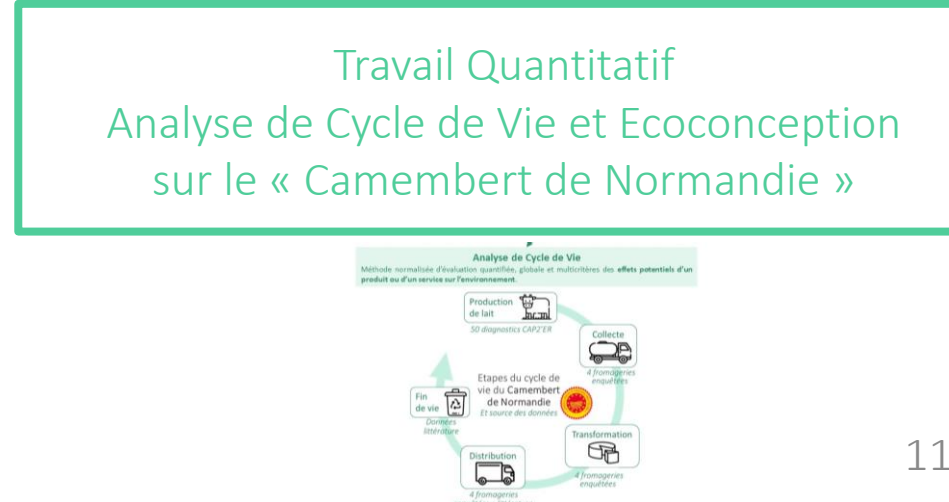 Travail Quantitatif
Analyse de Cycle de Vie et Ecoconception
sur le « Camembert de Normandie »
Analyse de Cycle de Vie
Méthode normalisée d'évaluation quantifiée, globale et multicritères des effets potentiels d'un
produit ou d'un service sur l'environnement.
Production
de lait
50 diagnostics CAP2'ER
Collecte
4 fromageries
enquêtées
Etapes du cycle de
vie du Camembert
de Normandie
Et source des données
Fin
de vie
Données
littérature
Transformation
4 fromageries
enquêtées
Distribution
4 fromageries
11